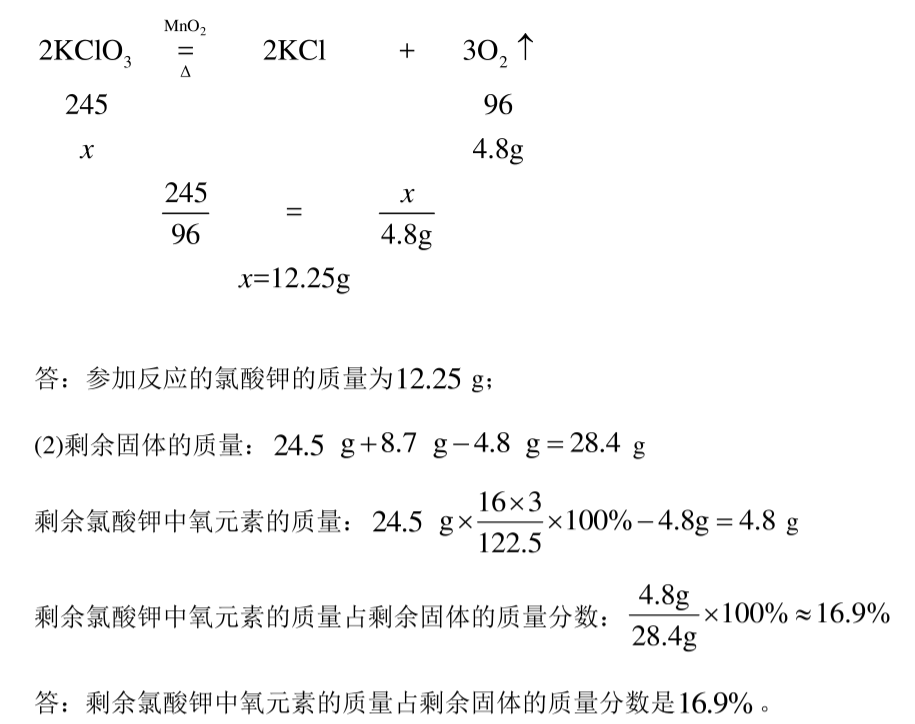 MnO₂
2KClO₃ = 2KCl + 3O₂↑
Δ
245 96
x 4.8g
245/96 = x/4.8g
x=12.25g
答：参加反应的氯酸钾的质量为12.25 g；
(2)剩余固体的质量：24.5 g+8.7 g−4.8 g=28.4 g
剩余氯酸钾中氧元素的质量：24.5 g×(16×3)/122.5×100%−4.8g=4.8 g
剩余氯酸钾中氧元素的质量占剩余固体的质量分数：4.8g/28.4g×100%≈16.9%
答：剩余氯酸钾中氧元素的质量占剩余固体的质量分数是16.9%。